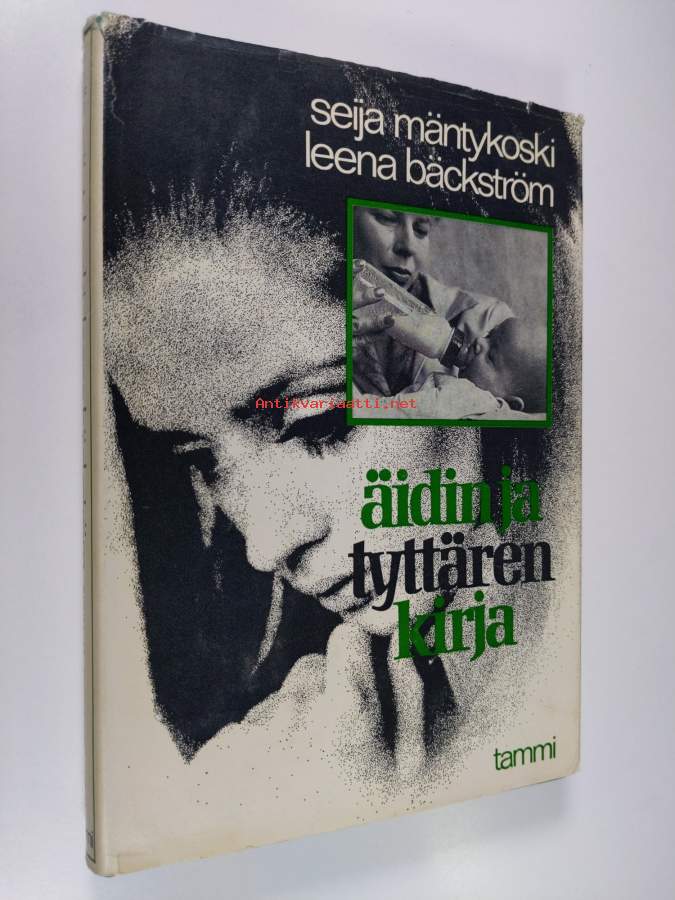 seija mäntykoski
leena bäckström
Antikvariaatti.net
äidin ja
tyttären
kirja
tammi